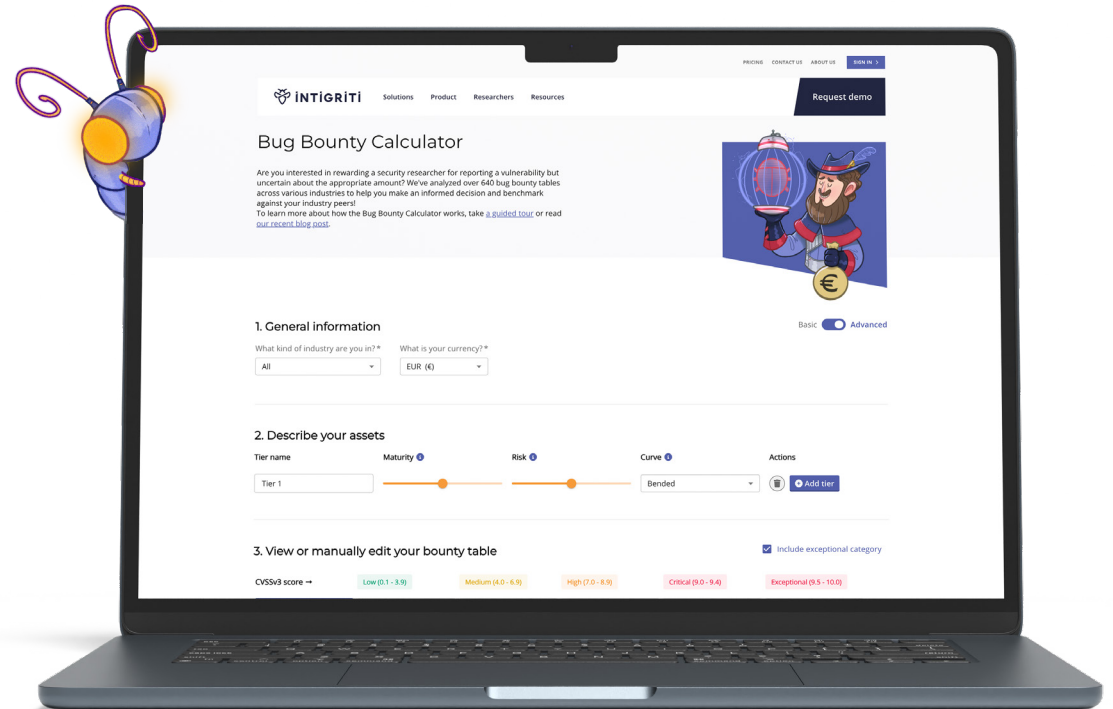 PRICING CONTACT US ABOUT US SIGN IN >
INTIGRITI Solutions Product Researchers Resources Request demo
Bug Bounty Calculator
Are you interested in rewarding a security researcher for reporting a vulnerability but
uncertain about the appropriate amount? We've analyzed over 640 bug bounty tables
across various industries to help you make an informed decision and benchmark
against your industry peers!
To learn more about how the Bug Bounty Calculator works, take a guided tour or read
our recent blog post.
€
1. General information
Basic Advanced
What kind of industry are you in?* What is your currency?*
All EUR (€)
2. Describe your assets
Tier name Maturity Risk Curve Actions
Tier 1 Bended Add tier
3. View or manually edit your bounty table
Include exceptional category
CVSSv3 score → Low (0.1 - 3.9) Medium (4.0 - 6.9) High (7.0 - 8.9) Critical (9.0 - 9.4) Exceptional (9.5 - 10.0)